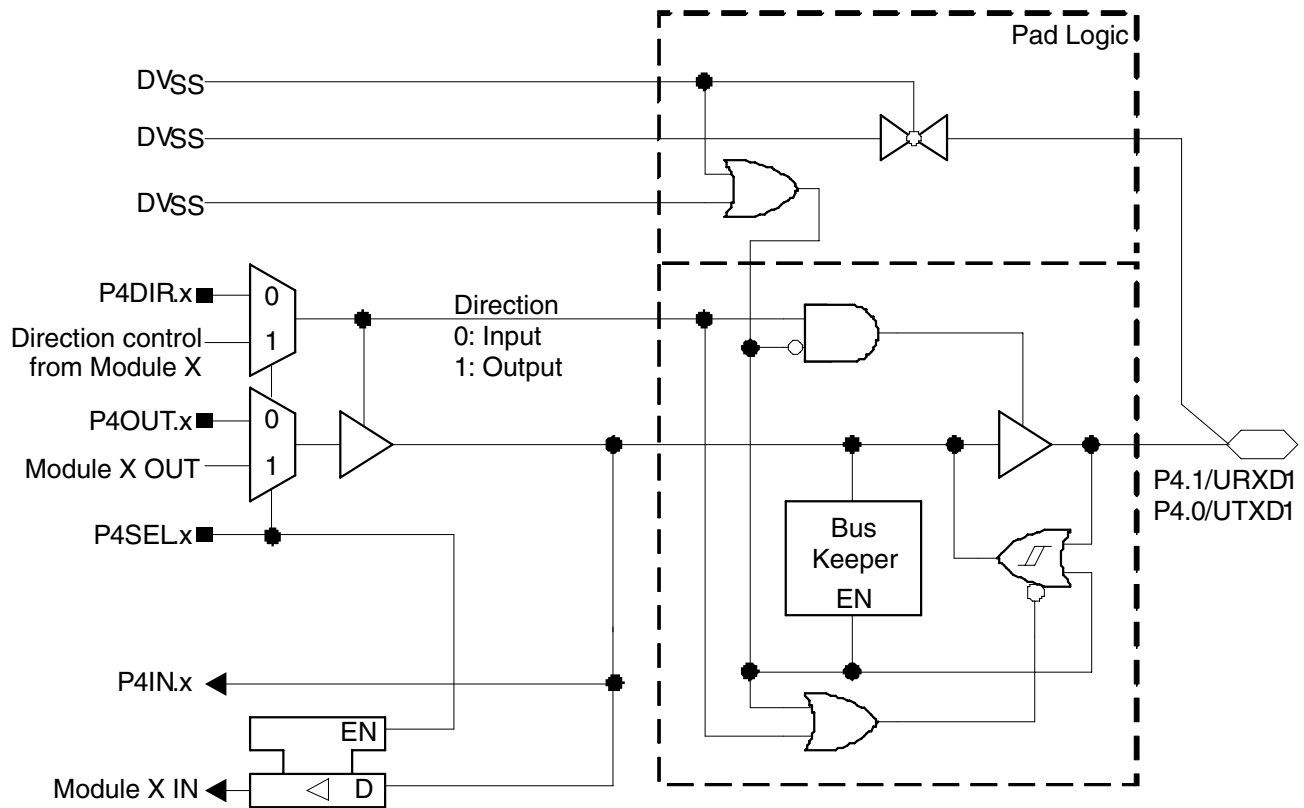 Pad Logic
DVSS
DVSS
DVSS
P4DIR.x
0
Direction control
from Module X
1
Direction
0: Input
1: Output
P4OUT.x
0
Module X OUT
1
P4SEL.x
P4.1/URXD1
P4.0/UTXD1
Bus
Keeper
EN
P4IN.x
EN
Module X IN
D